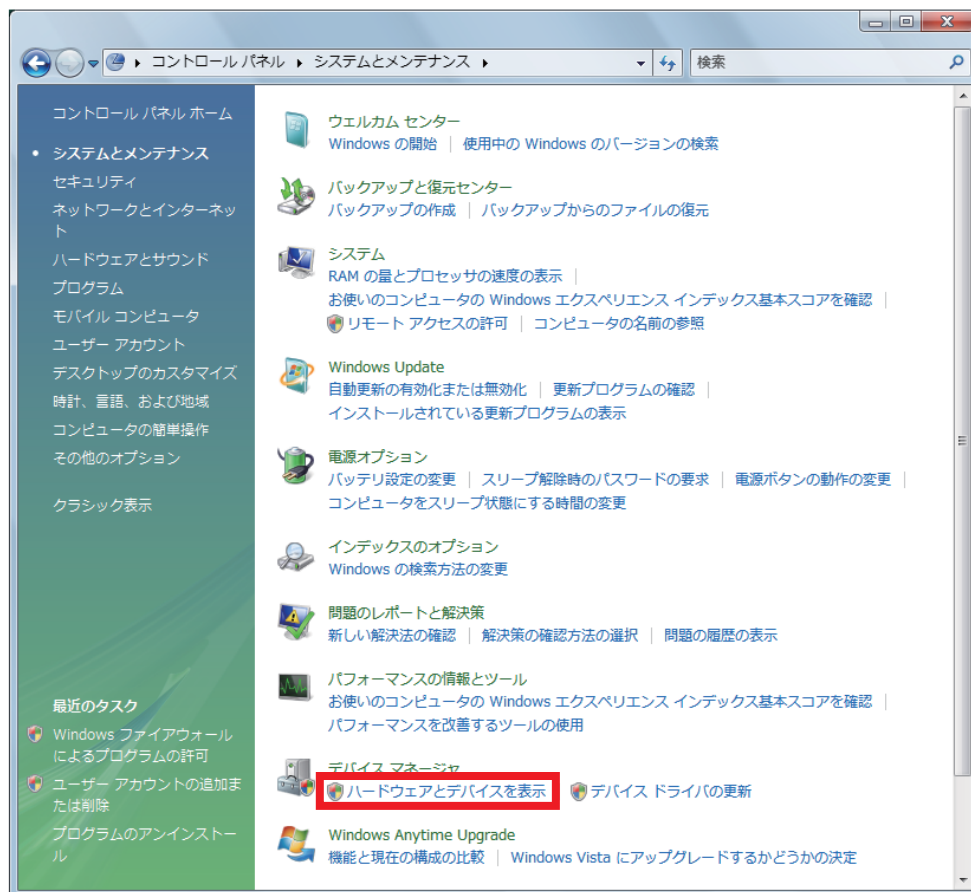 コントロール パネル ▸ システムとメンテナンス ▸
検索
コントロール パネル ホーム
• システムとメンテナンス
セキュリティ
ネットワークとインターネッ
ト
ハードウェアとサウンド
プログラム
モバイル コンピュータ
ユーザー アカウント
デスクトップのカスタマイズ
時計、言語、および地域
コンピュータの簡単操作
その他のオプション
クラシック表示
最近のタスク
Windows ファイアウォール
によるプログラムの許可
ユーザー アカウントの追加ま
たは削除
プログラムのアンインストー
ル
ウェルカム センター
Windows の開始 | 使用中の Windows のバージョンの検索
バックアップと復元センター
バックアップの作成 | バックアップからのファイルの復元
システム
RAM の量とプロセッサの速度の表示 |
お使いのコンピュータの Windows エクスペリエンス インデックス基本スコアを確認 |
リモート アクセスの許可 | コンピュータの名前の参照
Windows Update
自動更新の有効化または無効化 | 更新プログラムの確認 |
インストールされている更新プログラムの表示
電源オプション
バッテリ設定の変更 | スリープ解除時のパスワードの要求 | 電源ボタンの動作の変更 |
コンピュータをスリープ状態にする時間の変更
インデックスのオプション
Windows の検索方法の変更
問題のレポートと解決策
新しい解決法の確認 | 解決策の確認方法の選択 | 問題の履歴の表示
パフォーマンスの情報とツール
お使いのコンピュータの Windows エクスペリエンス インデックス基本スコアを確認 |
パフォーマンスを改善するツールの使用
デバイス マネージャ
ハードウェアとデバイスを表示 デバイス ドライバの更新
Windows Anytime Upgrade
機能と現在の構成の比較 | Windows Vista にアップグレードするかどうかの決定